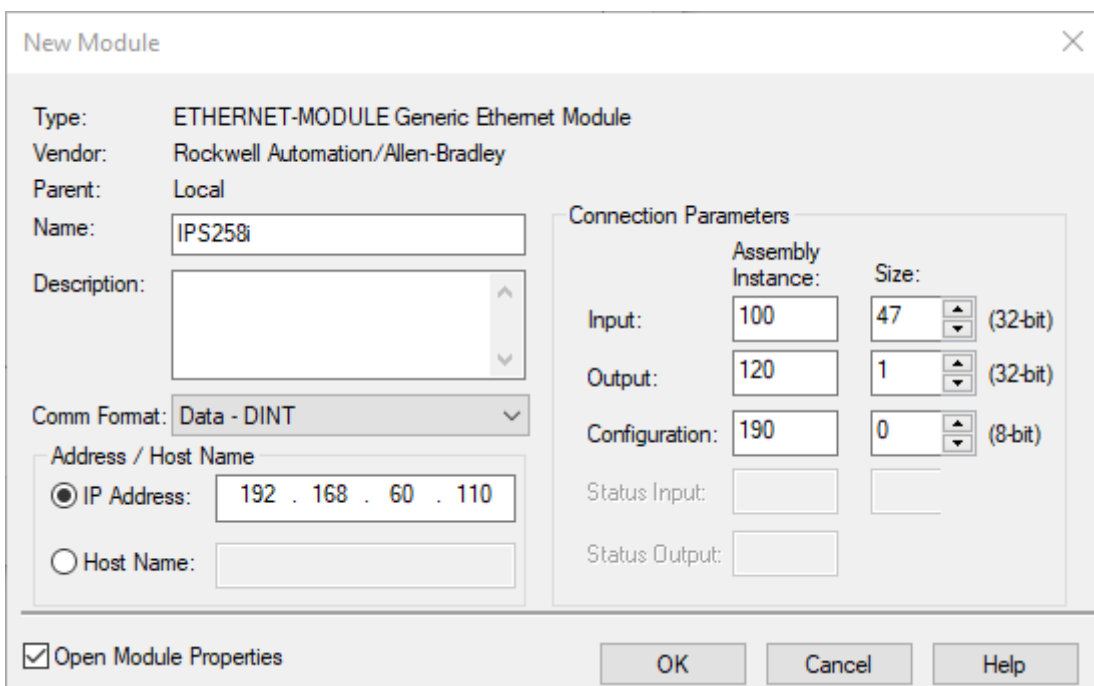 New Module
Type: ETHERNET-MODULE Generic Ethernet Module
Vendor: Rockwell Automation/Allen-Bradley
Parent: Local
Name: IPS258i
Description:
Comm Format: Data - DINT
Address / Host Name
IP Address: 192 . 168 . 60 . 110
Host Name:
Connection Parameters
Assembly
Instance: Size:
Input: 100 47 (32-bit)
Output: 120 1 (32-bit)
Configuration: 190 0 (8-bit)
Status Input:
Status Output:
Open Module Properties
OK Cancel Help